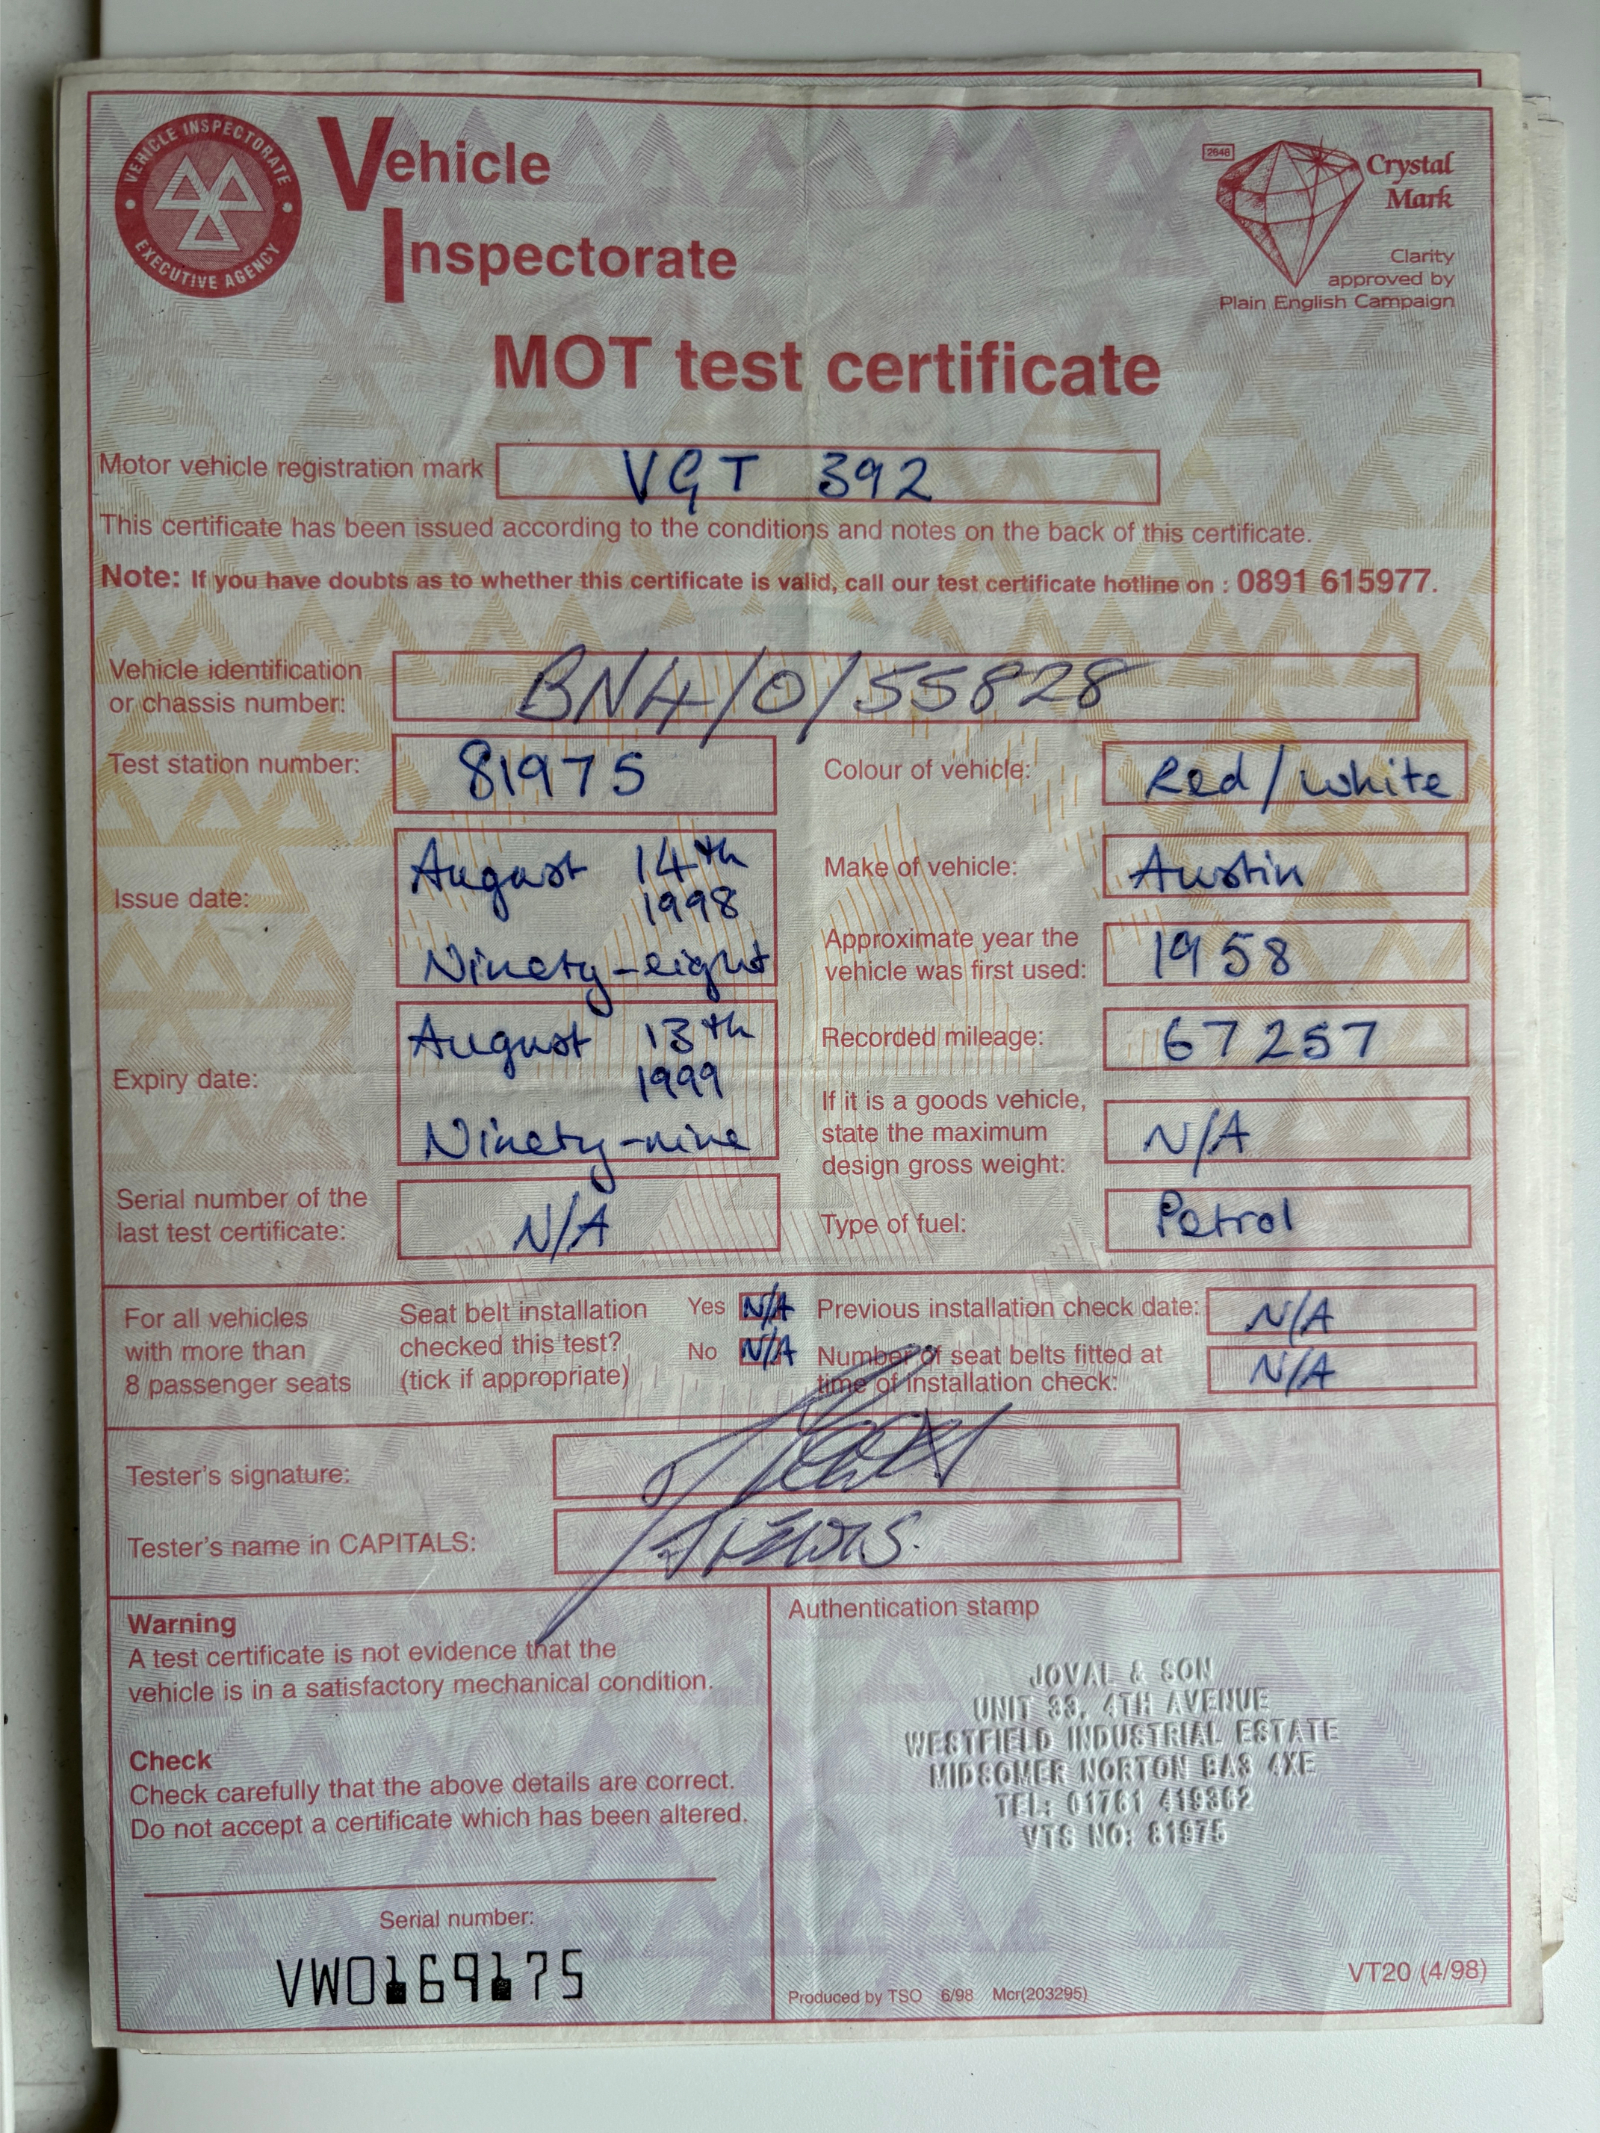 VEHICLE INSPECTORATE
EXECUTIVE AGENCY
Vehicle
Inspectorate
2648
Crystal
Mark
Clarity
approved by
Plain English Campaign
MOT test certificate
Motor vehicle registration mark VGT 392
This certificate has been issued according to the conditions and notes on the back of this certificate.
Note: If you have doubts as to whether this certificate is valid, call our test certificate hotline on : 0891 615977.
Vehicle identification
or chassis number: BN4/O/55828
Test station number: 81975
Colour of vehicle: Red/white
Issue date: August 14th
1998
Ninety-eight
Make of vehicle: Austin
Approximate year the
vehicle was first used: 1958
Expiry date: August 13th
1999
Ninety-nine
Recorded mileage: 67257
If it is a goods vehicle,
state the maximum
design gross weight: N/A
Serial number of the
last test certificate: N/A
Type of fuel: Petrol
For all vehicles
with more than
8 passenger seats
Seat belt installation
checked this test?
(tick if appropriate)
Yes N/A
No N/A
Previous installation check date: N/A
Number of seat belts fitted at
time of installation check: N/A
Tester's signature:
Tester's name in CAPITALS: LEWIS.
Warning
A test certificate is not evidence that the
vehicle is in a satisfactory mechanical condition.
Check
Check carefully that the above details are correct.
Do not accept a certificate which has been altered.
Serial number:
VW0169175
Authentication stamp
JOVAL & SON
UNIT 33, 4TH AVENUE
WESTFIELD INDUSTRIAL ESTATE
MIDSOMER NORTON BA3 4XE
TEL: 01761 419362
VTS NO: 81975
Produced by TSO 6/98 Mcr(203295)
VT20 (4/98)